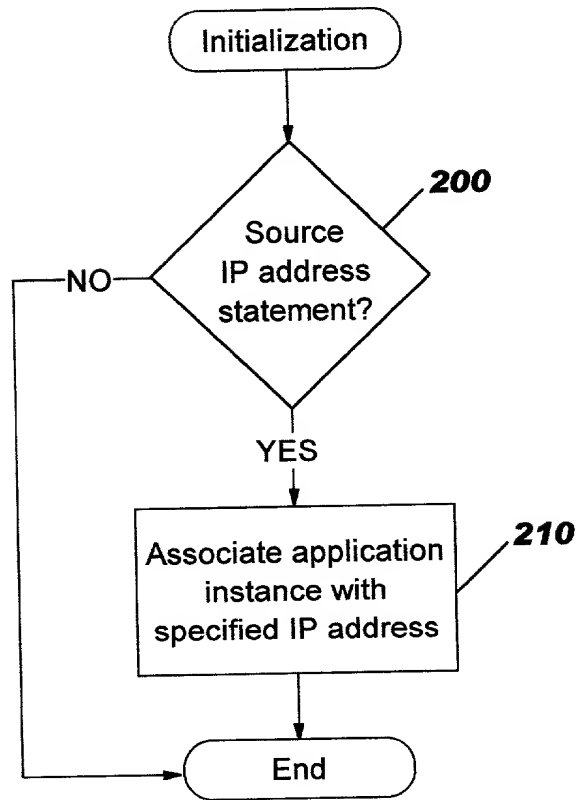 Initialization
200
Source
IP address
statement?
NO
YES
210
Associate application
instance with
specified IP address
End